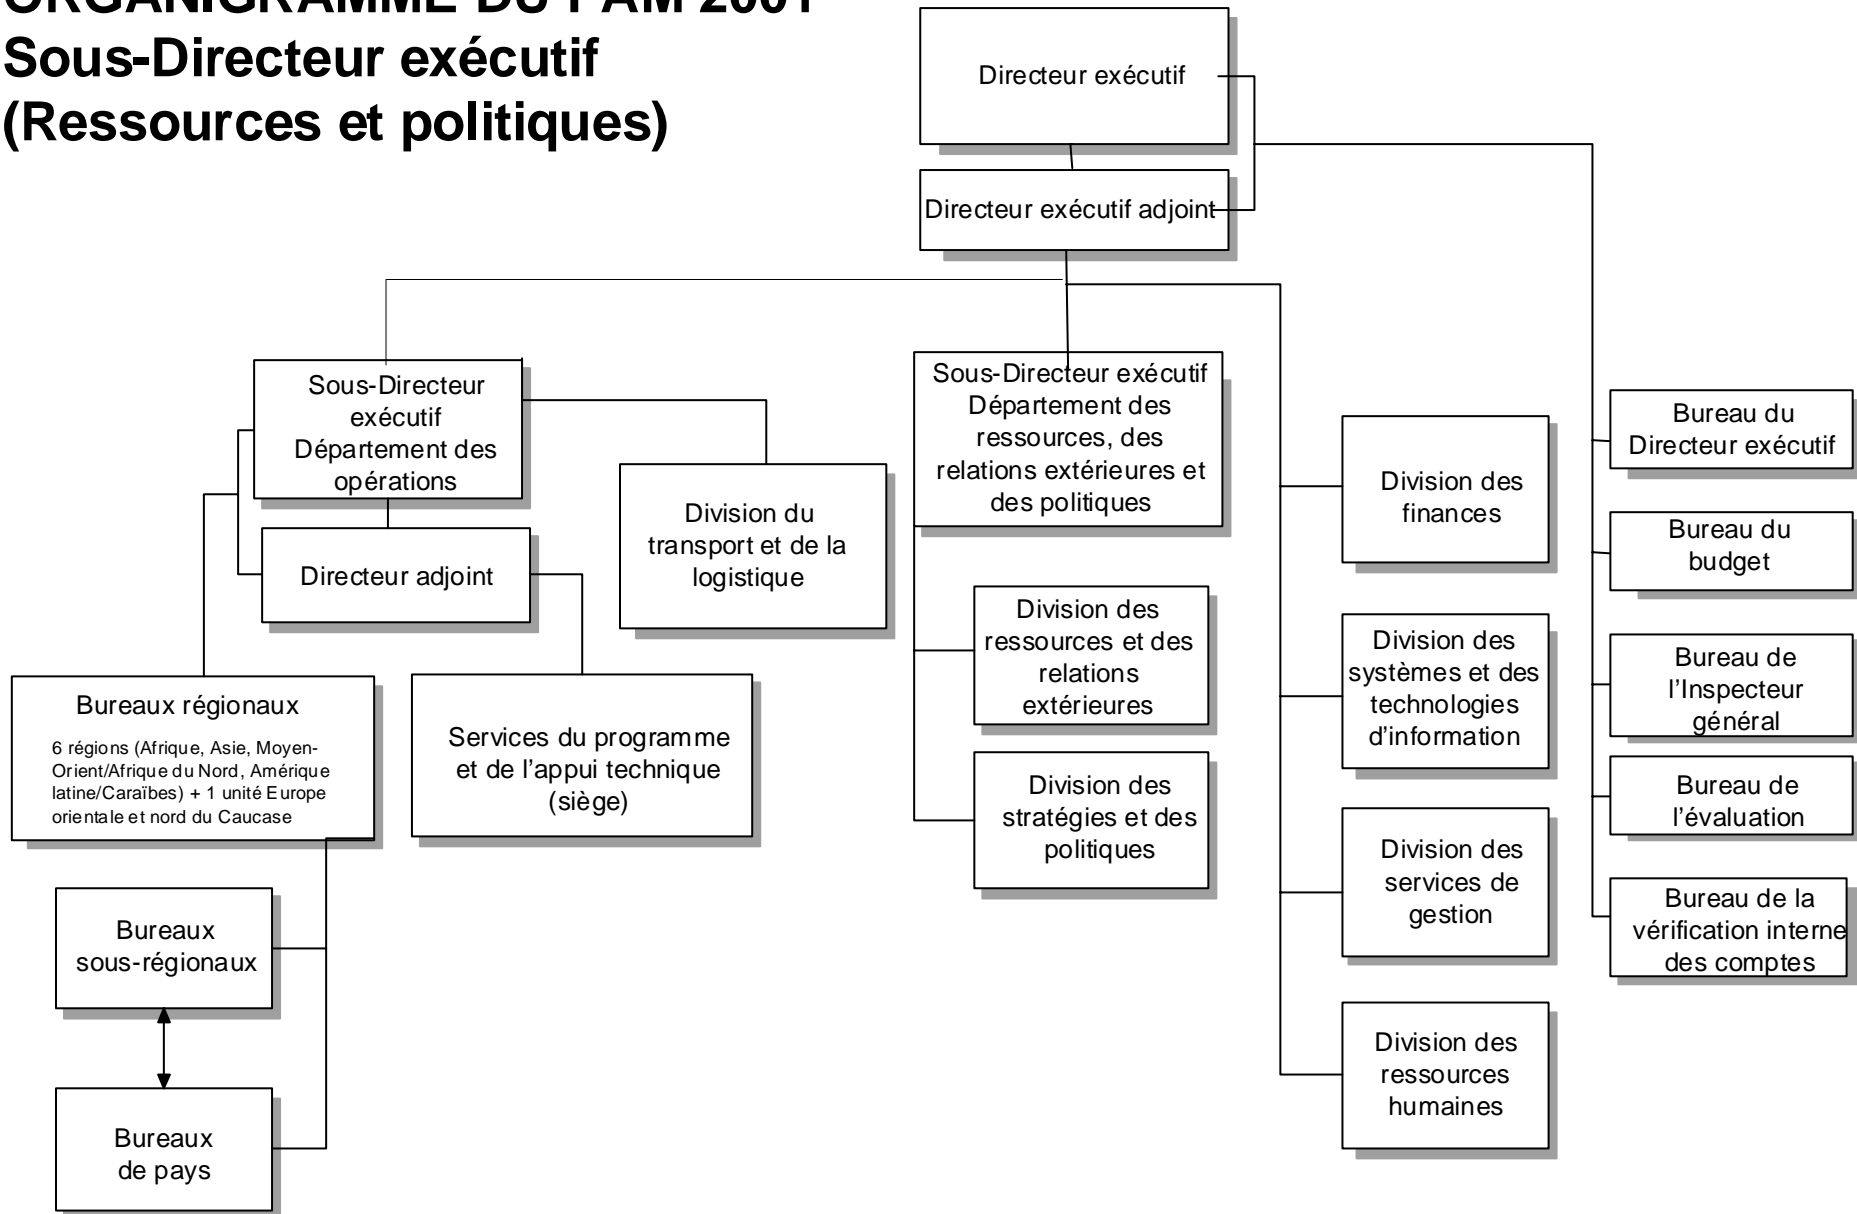 ORGANIGRAMME DU PAM 2001
Sous-Directeur exécutif
(Ressources et politiques)
Directeur exécutif
Directeur exécutif adjoint
Sous-Directeur
exécutif
Département des
opérations
Directeur adjoint
Division du
transport et de la
logistique
Bureaux régionaux
6 régions (Afrique, Asie, Moyen-
Orient/Afrique du Nord, Amérique
latine/Caraïbes) + 1 unité Europe
orientale et nord du Caucase
Services du programme
et de l’appui technique
(siège)
Bureaux
sous-régionaux
Bureaux
de pays
Sous-Directeur exécutif
Département des
ressources, des
relations extérieures et
des politiques
Division des
ressources et des
relations
extérieures
Division des
stratégies et des
politiques
Division des
finances
Division des
systèmes et des
technologies
d’information
Division des
services de
gestion
Division des
ressources
humaines
Bureau du
Directeur exécutif
Bureau du
budget
Bureau de
l’Inspecteur
général
Bureau de
l’évaluation
Bureau de la
vérification interne
des comptes